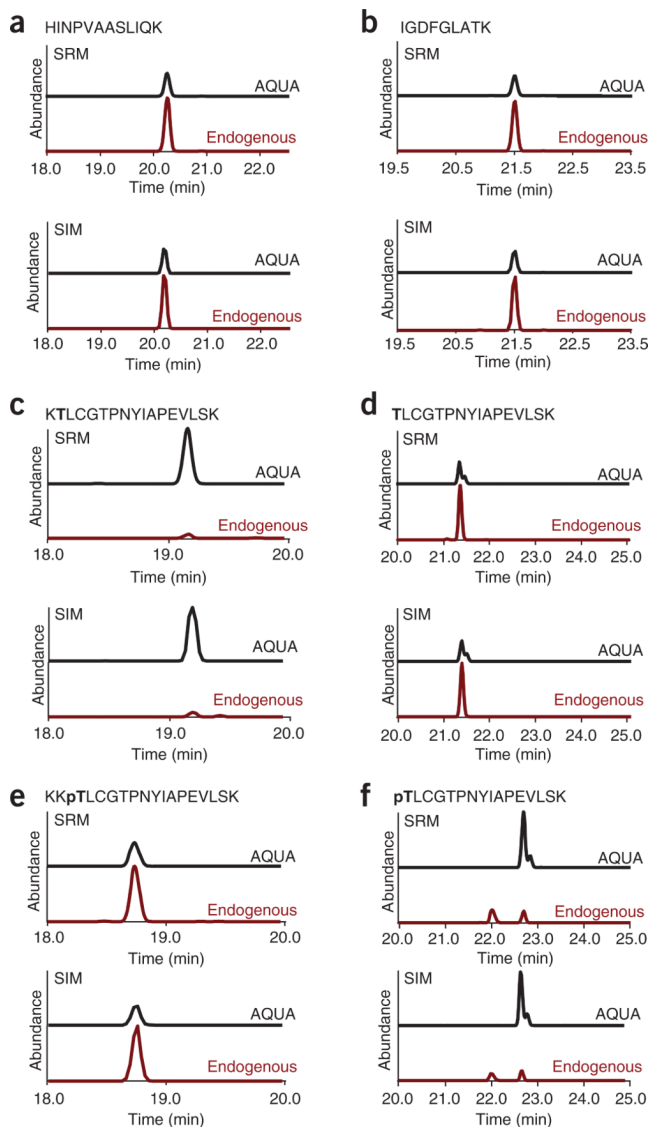 a HINPVAASLIQK
SRM
Abundance
AQUA
Endogenous
18.0 19.0 20.0 21.0 22.0
Time (min)
SIM
Abundance
AQUA
Endogenous
18.0 19.0 20.0 21.0 22.0
Time (min)
b IGDFGLATK
SRM
Abundance
AQUA
Endogenous
19.5 20.5 21.5 22.5 23.5
Time (min)
SIM
Abundance
AQUA
Endogenous
19.5 20.5 21.5 22.5 23.5
Time (min)
c KTLCGTPNYIAPEVLSK
SRM
Abundance
AQUA
Endogenous
18.0 19.0 20.0
Time (min)
SIM
Abundance
AQUA
Endogenous
18.0 19.0 20.0
Time (min)
d TLCGTPNYIAPEVLSK
SRM
Abundance
AQUA
Endogenous
20.0 21.0 22.0 23.0 24.0 25.0
Time (min)
SIM
Abundance
AQUA
Endogenous
20.0 21.0 22.0 23.0 24.0 25.0
Time (min)
e KKpTLCGTPNYIAPEVLSK
SRM
Abundance
AQUA
Endogenous
18.0 19.0 20.0
Time (min)
SIM
Abundance
AQUA
Endogenous
18.0 19.0 20.0
Time (min)
f pTLCGTPNYIAPEVLSK
SRM
Abundance
AQUA
Endogenous
20.0 21.0 22.0 23.0 24.0 25.0
Time (min)
SIM
Abundance
AQUA
Endogenous
20.0 21.0 22.0 23.0 24.0 25.0
Time (min)